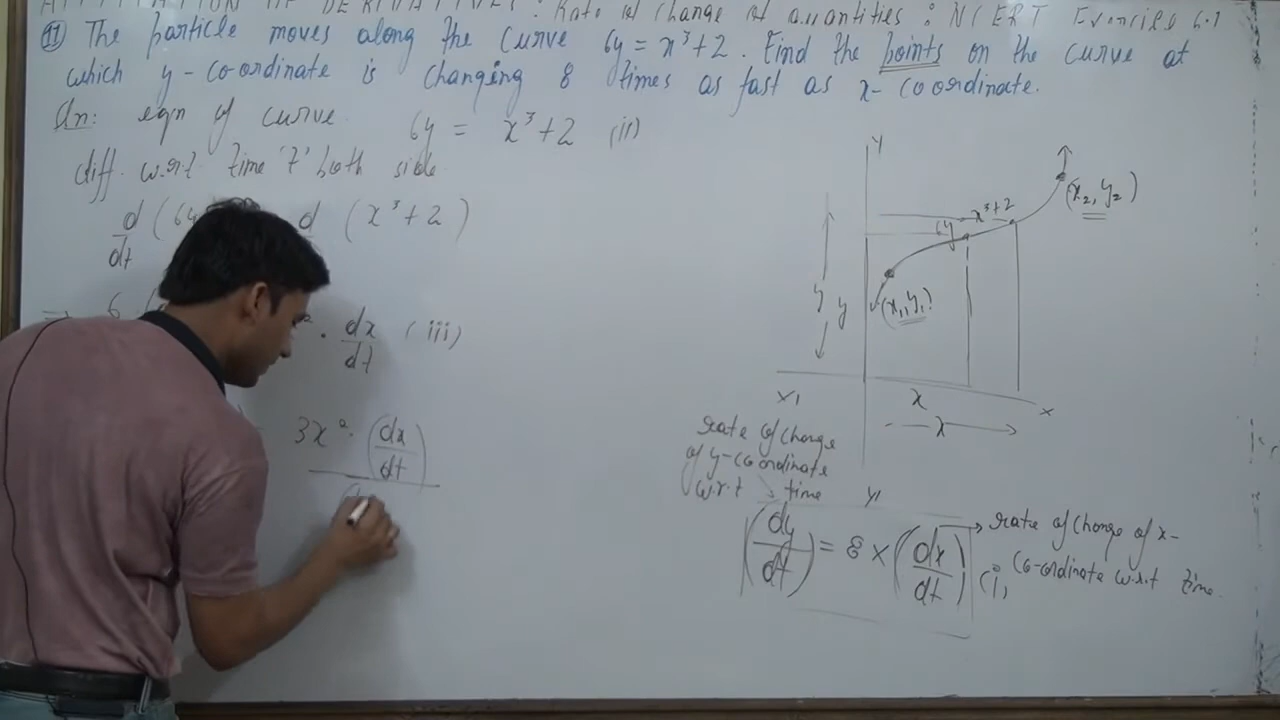 APPLICATION OF DERIVATIVES : Rate of change of quantities : NCERT Exercise 6.1
(11) The particle moves along the curve 6y = x³+2. Find the points on the curve at
which y-coordinate is changing 8 times as fast as x-coordinate.
eqn of curve. 6y = x³+2 (ii)
diff. w.r.t time 't' both side
d/dt (6y d/dt (x³+2)
⇒ 6 · dx/dt (iii)
3x² · (dx/dt)
y
(x₂, y₂)
x³+2
6y
(x₁, y₁)
y
y
x
x
x1
x
y1
rate of change
of y-coordinate
w.r.t time
(dy/dt) = 8 × (dx/dt) (i)
→ rate of change of x-
co-ordinate w.r.t time.